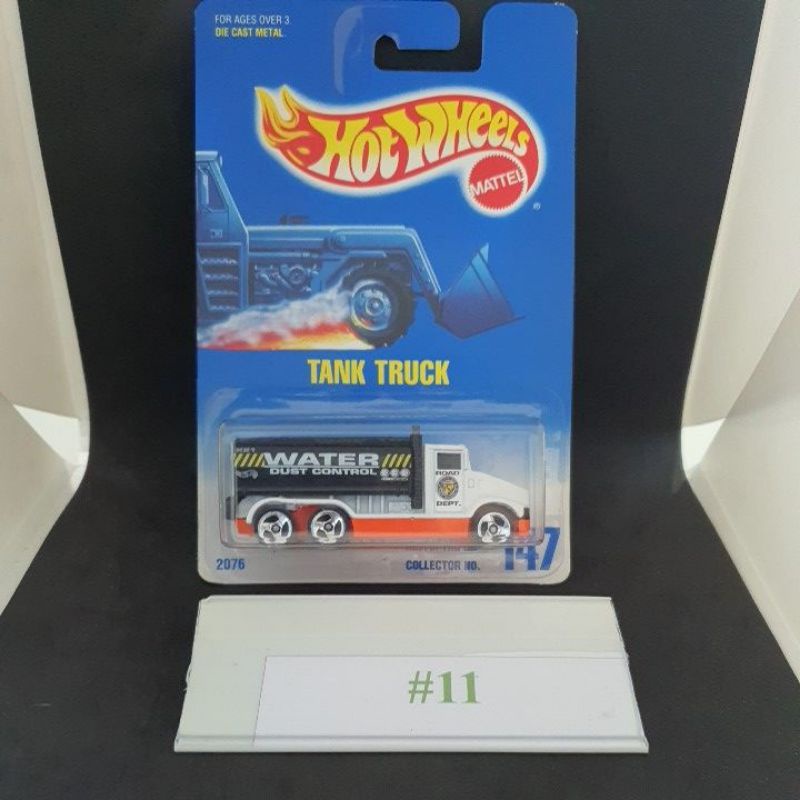 FOR AGES OVER 3
DIE CAST METAL
HOT WHEELS
MATTEL
®
TANK TRUCK
WATER
DUST CONTROL
ROAD
DEPT.
2076
COLLECTOR NO.
147
#11